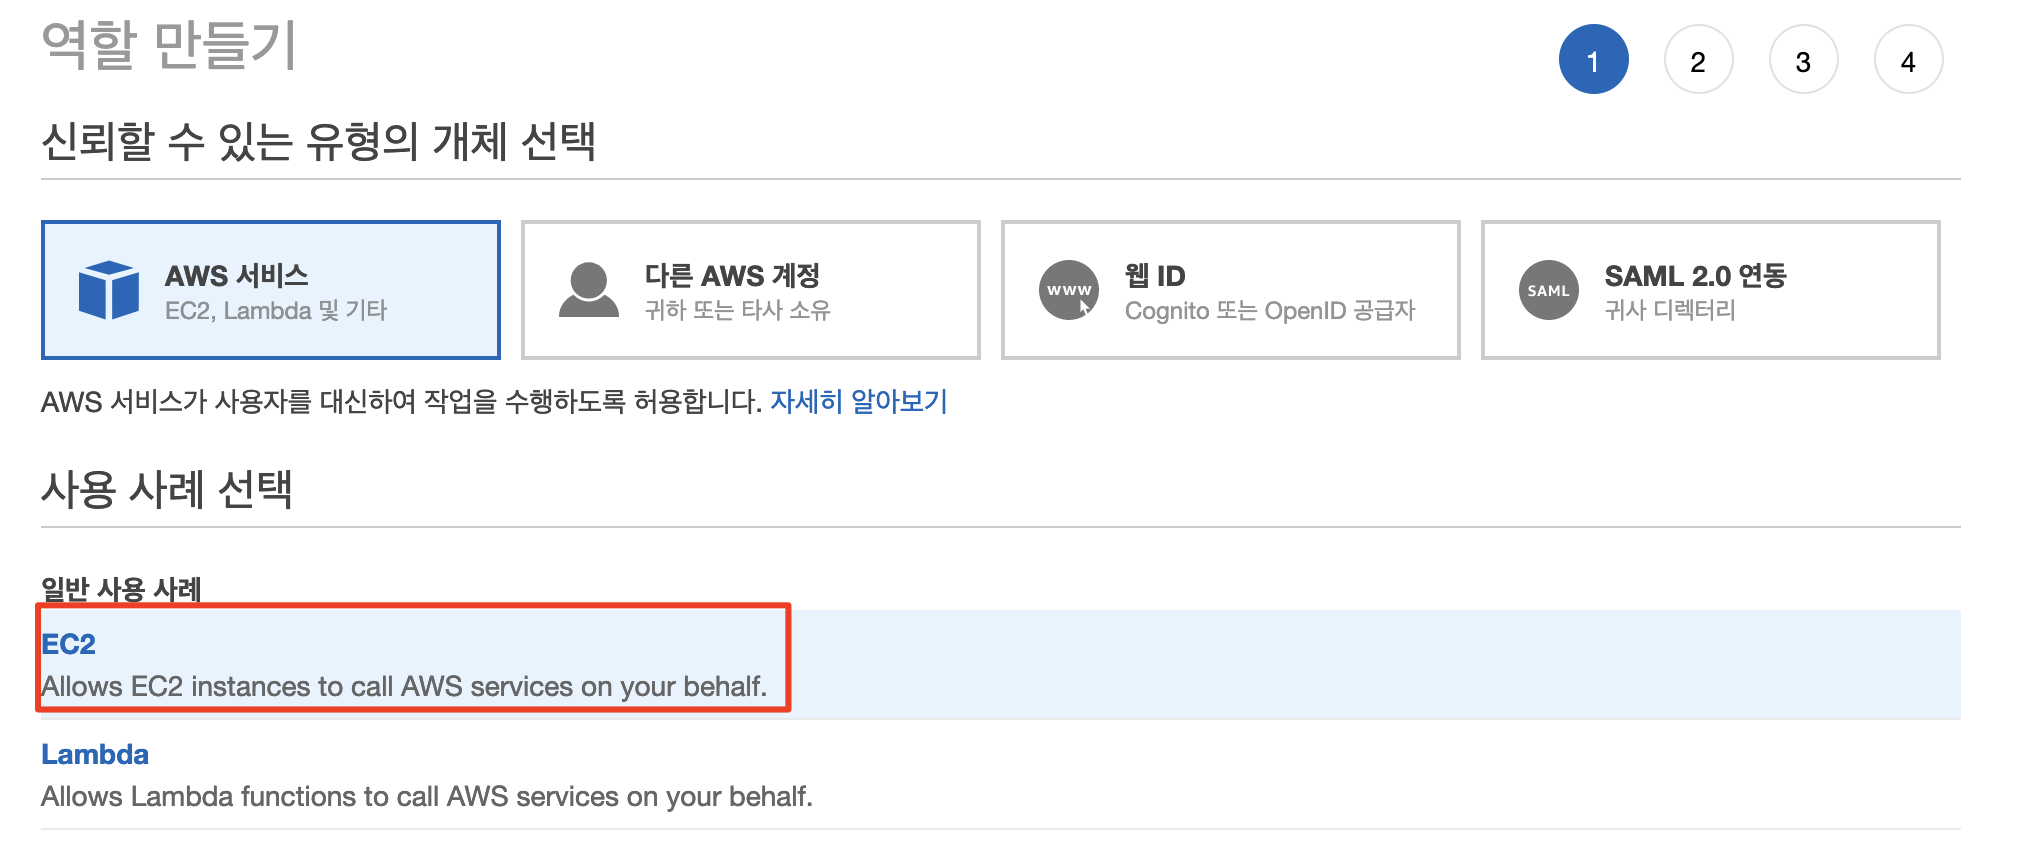 역할 만들기
1 2 3 4
신뢰할 수 있는 유형의 개체 선택
AWS 서비스
EC2, Lambda 및 기타
다른 AWS 계정
귀하 또는 타사 소유
WWW
웹 ID
Cognito 또는 OpenID 공급자
SAML
SAML 2.0 연동
귀사 디렉터리
AWS 서비스가 사용자를 대신하여 작업을 수행하도록 허용합니다. 자세히 알아보기
사용 사례 선택
일반 사용 사례
EC2
Allows EC2 instances to call AWS services on your behalf.
Lambda
Allows Lambda functions to call AWS services on your behalf.